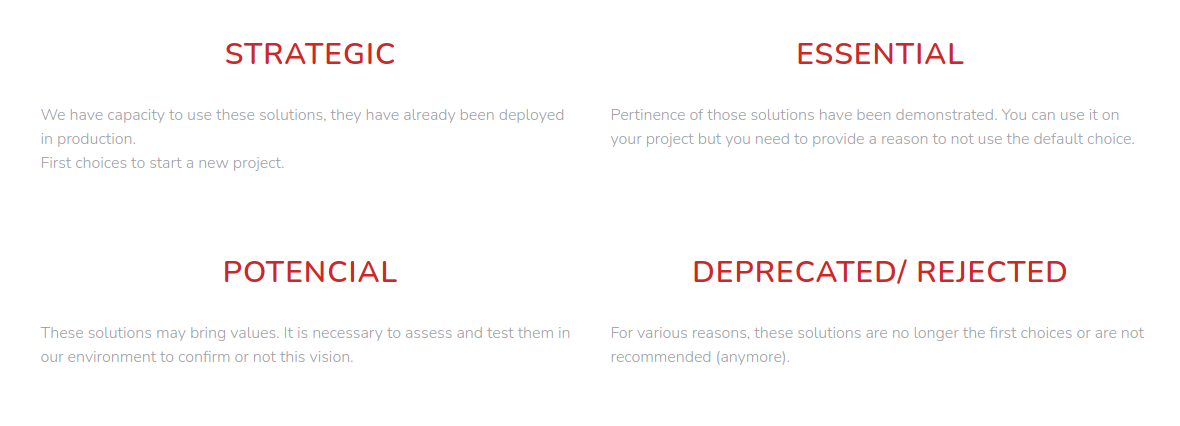 STRATEGIC
We have capacity to use these solutions, they have already been deployed
in production.
First choices to start a new project.
ESSENTIAL
Pertinence of those solutions have been demonstrated. You can use it on
your project but you need to provide a reason to not use the default choice.
POTENCIAL
These solutions may bring values. It is necessary to assess and test them in
our environment to confirm or not this vision.
DEPRECATED/ REJECTED
For various reasons, these solutions are no longer the first choices or are not
recommended (anymore).